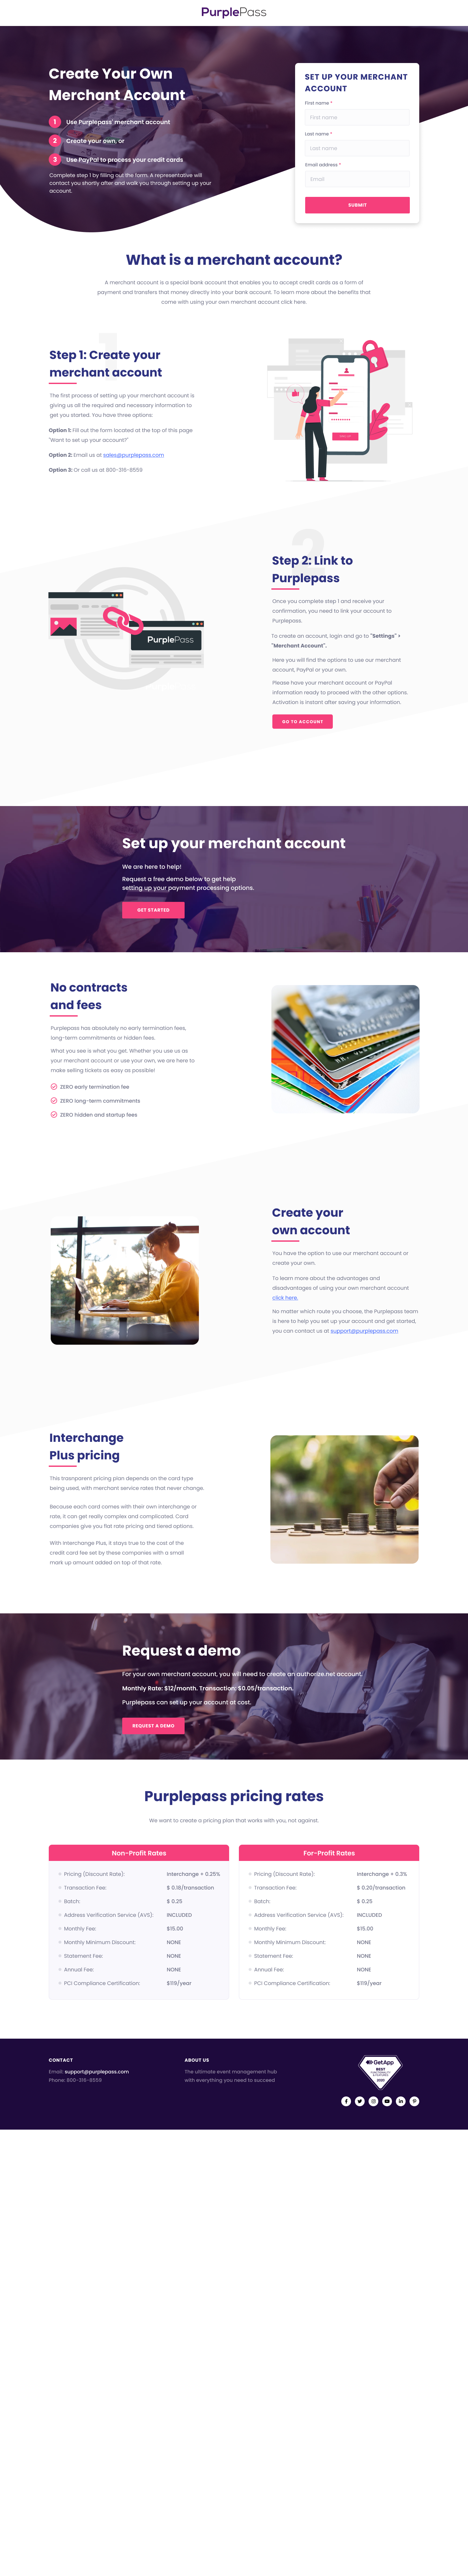 PurplePass
Create Your Own
Merchant Account
1 Use Purplepass' merchant account
2 Create your own, or
3 Use PayPal to process your credit cards
Complete step 1 by filling out the form. A representative will
contact you shortly after and walk you through setting up your
account.
SET UP YOUR MERCHANT
ACCOUNT
First name *
First name
Last name *
Last name
Email address *
Email
SUBMIT
What is a merchant account?
A merchant account is a special bank account that enables you to accept credit cards as a form of
payment and transfers that money directly into your bank account. To learn more about the benefits that
come with using your own merchant account click here.
1
Step 1: Create your
merchant account
The first process of setting up your merchant account is
giving us all the required and necessary information to
get you started. You have three options:
Option 1: Fill out the form located at the top of this page
"Want to set up your account?"
Option 2: Email us at sales@purplepass.com
Option 3: Or call us at 800-316-8559
2
Step 2: Link to
Purplepass
Once you complete step 1 and receive your
confirmation, you need to link your account to
Purplepass.
To create an account, login and go to "Settings" >
"Merchant Account".
Here you will find the options to use our merchant
account, PayPal or your own.
Please have your merchant account or PayPal
information ready to proceed with the other options.
Activation is instant after saving your information.
GO TO ACCOUNT
PurplePass
Set up your merchant account
We are here to help!
Request a free demo below to get help
setting up your payment processing options.
GET STARTED
No contracts
and fees
Purplepass has absolutely no early termination fees,
long-term commitments or hidden fees.
What you see is what you get. Whether you use us as
your merchant account or use your own, we are here to
make selling tickets as easy as possible!
ZERO early termination fee
ZERO long-term commitments
ZERO hidden and startup fees
Create your
own account
You have the option to use our merchant account or
create your own.
To learn more about the advantages and
disadvantages of using your own merchant account
click here.
No matter which route you choose, the Purplepass team
is here to help you set up your account and get started,
you can contact us at support@purplepass.com
Interchange
Plus pricing
This trasnparent pricing plan depends on the card type
being used, with merchant service rates that never change.
Because each card comes with their own interchange or
rate, it can get really complex and complicated. Card
companies give you flat rate pricing and tiered options.
With Interchange Plus, it stays true to the cost of the
credit card fee set by these companies with a small
mark up amount added on top of that rate.
Request a demo
For your own merchant account, you will need to create an authorize.net account.
Monthly Rate: $12/month. Transaction: $0.05/transaction.
Purplepass can set up your account at cost.
REQUEST A DEMO
Purplepass pricing rates
We want to create a pricing plan that works with you, not against.
Non-Profit Rates
Pricing (Discount Rate): Interchange + 0.25%
Transaction Fee: $ 0.18/transaction
Batch: $ 0.25
Address Verification Service (AVS): INCLUDED
Monthly Fee: $15.00
Monthly Minimum Discount: NONE
Statement Fee: NONE
Annual Fee: NONE
PCI Compliance Certification: $119/year
For-Profit Rates
Pricing (Discount Rate): Interchange + 0.3%
Transaction Fee: $ 0.20/transaction
Batch: $ 0.25
Address Verification Service (AVS): INCLUDED
Monthly Fee: $15.00
Monthly Minimum Discount: NONE
Statement Fee: NONE
Annual Fee: NONE
PCI Compliance Certification: $119/year
CONTACT
Email: support@purplepass.com
Phone: 800-316-8559
ABOUT US
The ultimate event management hub
with everything you need to succeed
GetApp
BEST
2020